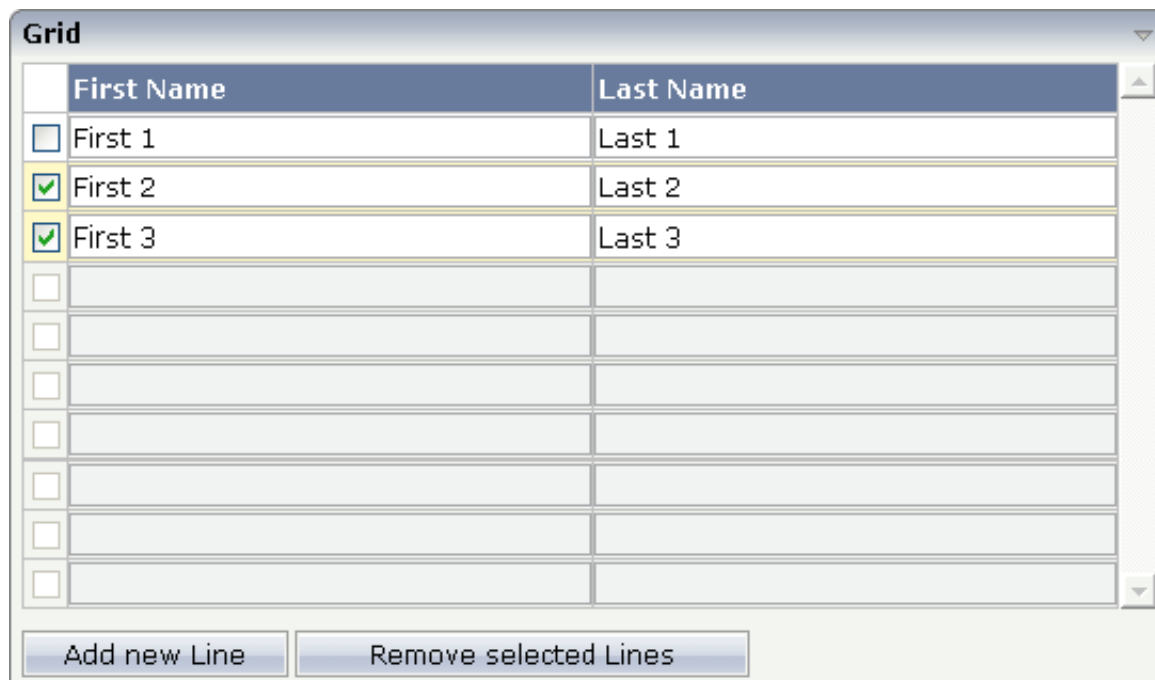 Grid
First Name Last Name
First 1 Last 1
First 2 Last 2
First 3 Last 3
Add new Line Remove selected Lines